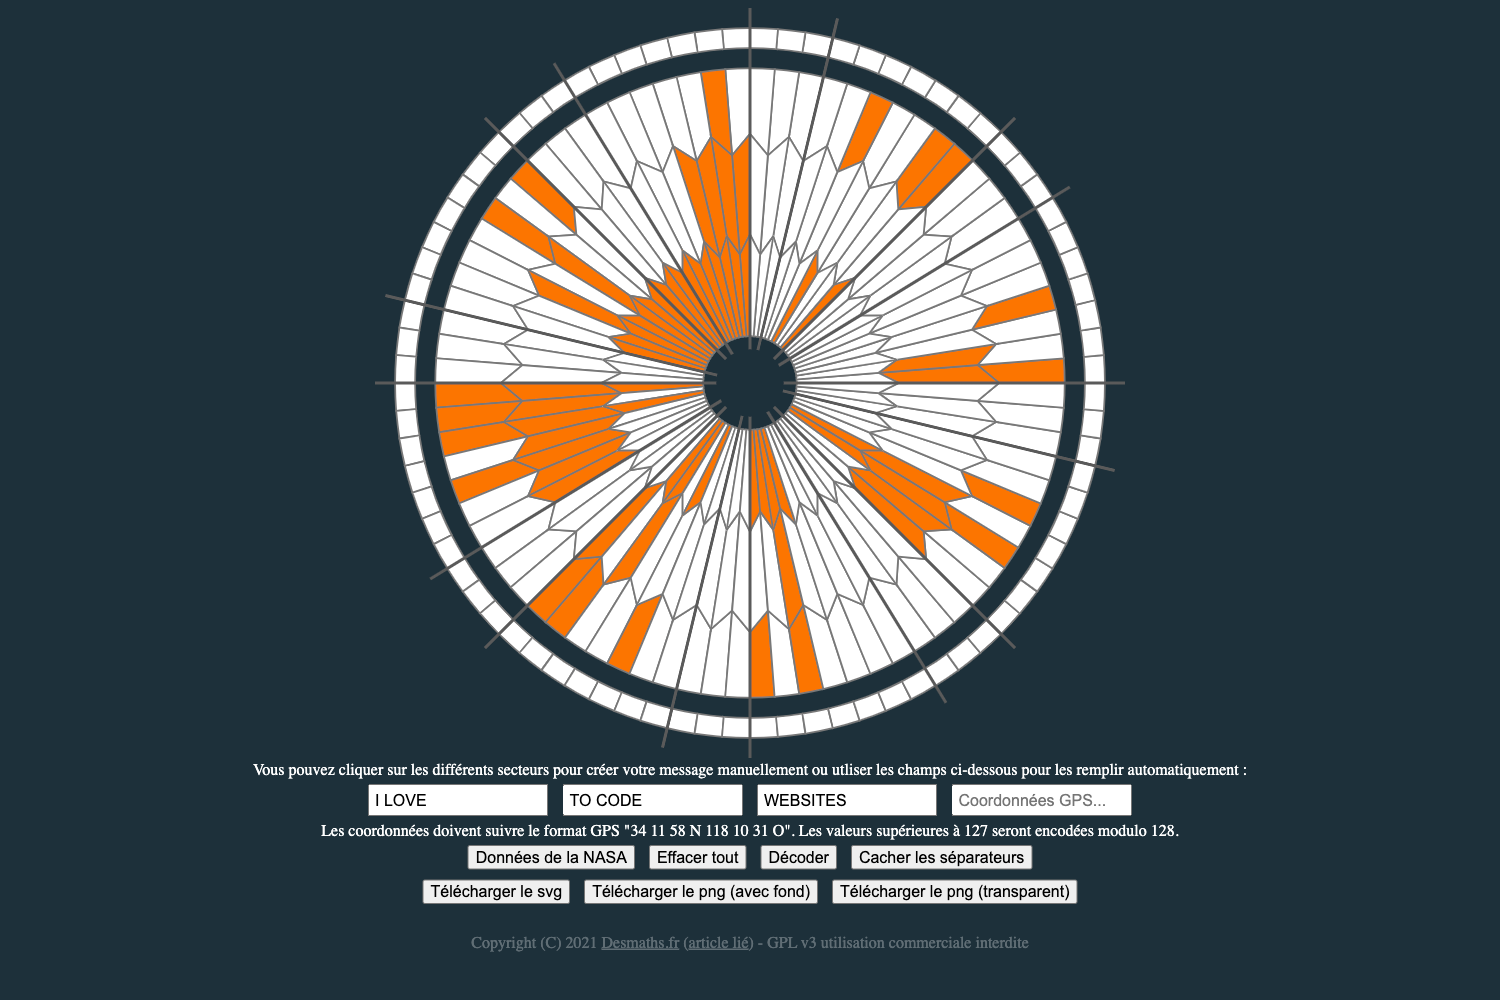 Vous pouvez cliquer sur les différents secteurs pour créer votre message manuellement ou utliser les champs ci-dessous pour les remplir automatiquement :
I LOVE TO CODE WEBSITES Coordonnées GPS...
Les coordonnées doivent suivre le format GPS "34 11 58 N 118 10 31 O". Les valeurs supérieures à 127 seront encodées modulo 128.
Données de la NASA Effacer tout Décoder Cacher les séparateurs
Télécharger le svg Télécharger le png (avec fond) Télécharger le png (transparent)
Copyright (C) 2021 Desmaths.fr (article lié) - GPL v3 utilisation commerciale interdite